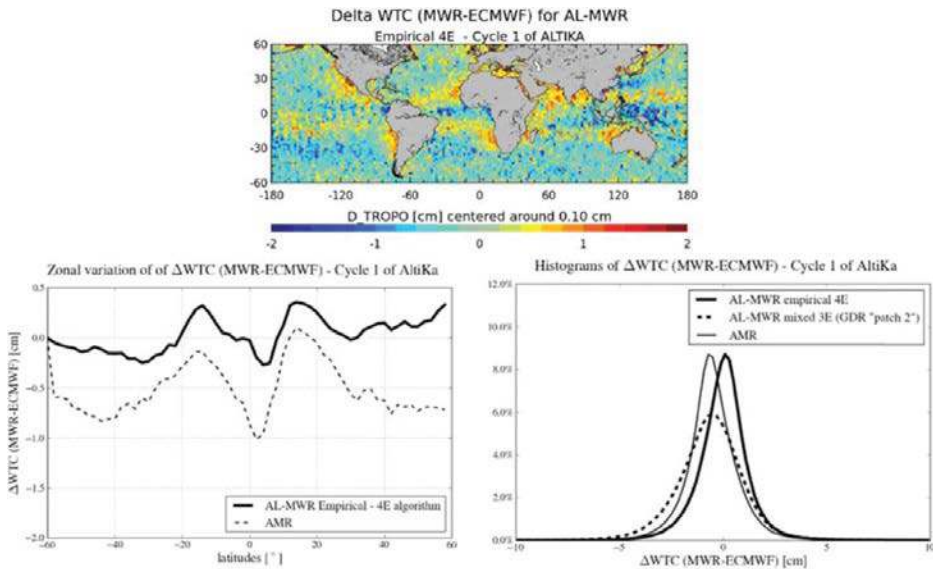 Delta WTC (MWR-ECMWF) for AL-MWR
Empirical 4E - Cycle 1 of ALTIKA
60
30
0
-30
-60
-180 -120 -60 0 60 120 180
D_TROPO [cm] centered around 0.10 cm
-2 -1 0 1 2
Zonal variation of of ΔWTC (MWR-ECMWF) - Cycle 1 of AltiKa
ΔWTC (MWR-ECMWF) [cm]
0.5
0.0
-0.5
-1.0
-1.5
-2.0
AL-MWR Empirical - 4E algorithm
AMR
-60 -40 -20 0 20 40 60
latitudes [°]
Histograms of ΔWTC (MWR-ECMWF) - Cycle 1 of AltiKa
12.0%
10.0%
8.0%
6.0%
4.0%
2.0%
0.0%
AL-MWR empirical 4E
AL-MWR mixed 3E (GDR "patch 2")
AMR
-10 -5 0 5 10
ΔWTC (MWR-ECMWF) [cm]